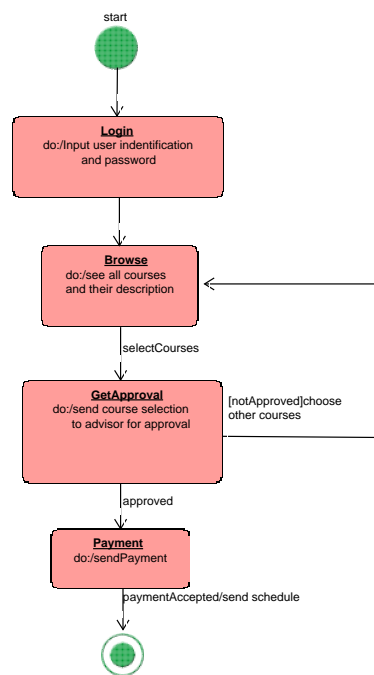 start
Login
do:/Input user indentification
and password
Browse
do:/see all courses
and their description
selectCourses
GetApproval
do:/send course selection
to advisor for approval
[notApproved]choose
other courses
approved
Payment
do:/sendPayment
paymentAccepted/send schedule